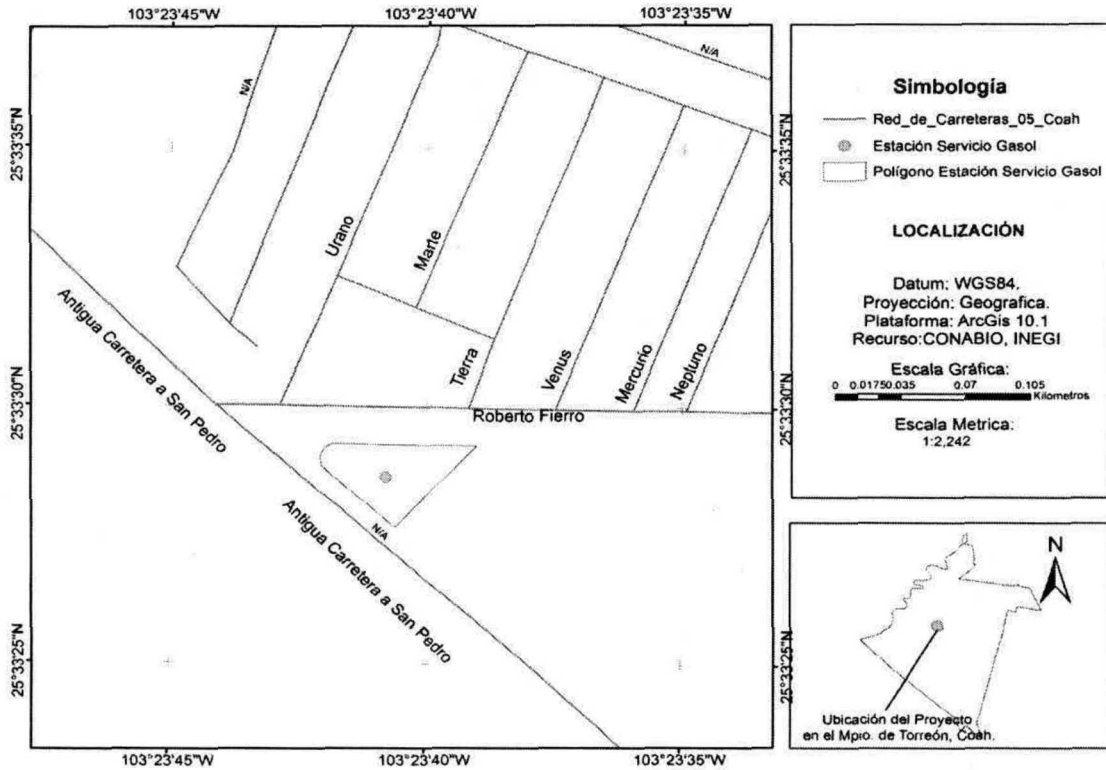 103°23'45"W
103°23'40"W
103°23'35"W
25°33'35"N
25°33'30"N
25°33'25"N
N/A
N/A
Urano
Marte
Tierra
Venus
Mercurio
Neptuno
Roberto Fierro
Antigua Carretera a San Pedro
N/A
Antigua Carretera a San Pedro
25°33'35"N
25°33'30"N
25°33'25"N
103°23'45"W
103°23'40"W
103°23'35"W
Simbología
Red_de_Carreteras_05_Coah
Estación Servicio Gasol
Polígono Estación Servicio Gasol
LOCALIZACIÓN
Datum: WGS84.
Proyección: Geografica.
Plataforma: ArcGis 10.1
Recurso:CONABIO, INEGI
Escala Gráfica:
0 0.01750.035 0.07 0.105
Kilometros
Escala Metrica:
1:2,242
N
Ubicación del Proyecto
en el Mpio. de Torreón, Coah.